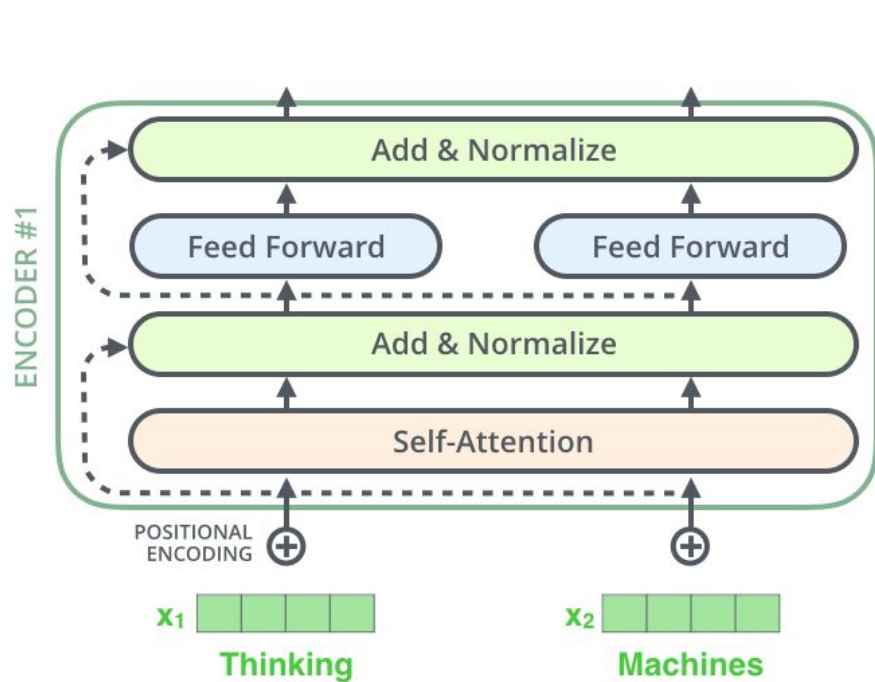 ENCODER #1
Add & Normalize
Feed Forward
Feed Forward
Add & Normalize
Self-Attention
POSITIONAL
ENCODING
x₁
x₂
Thinking
Machines